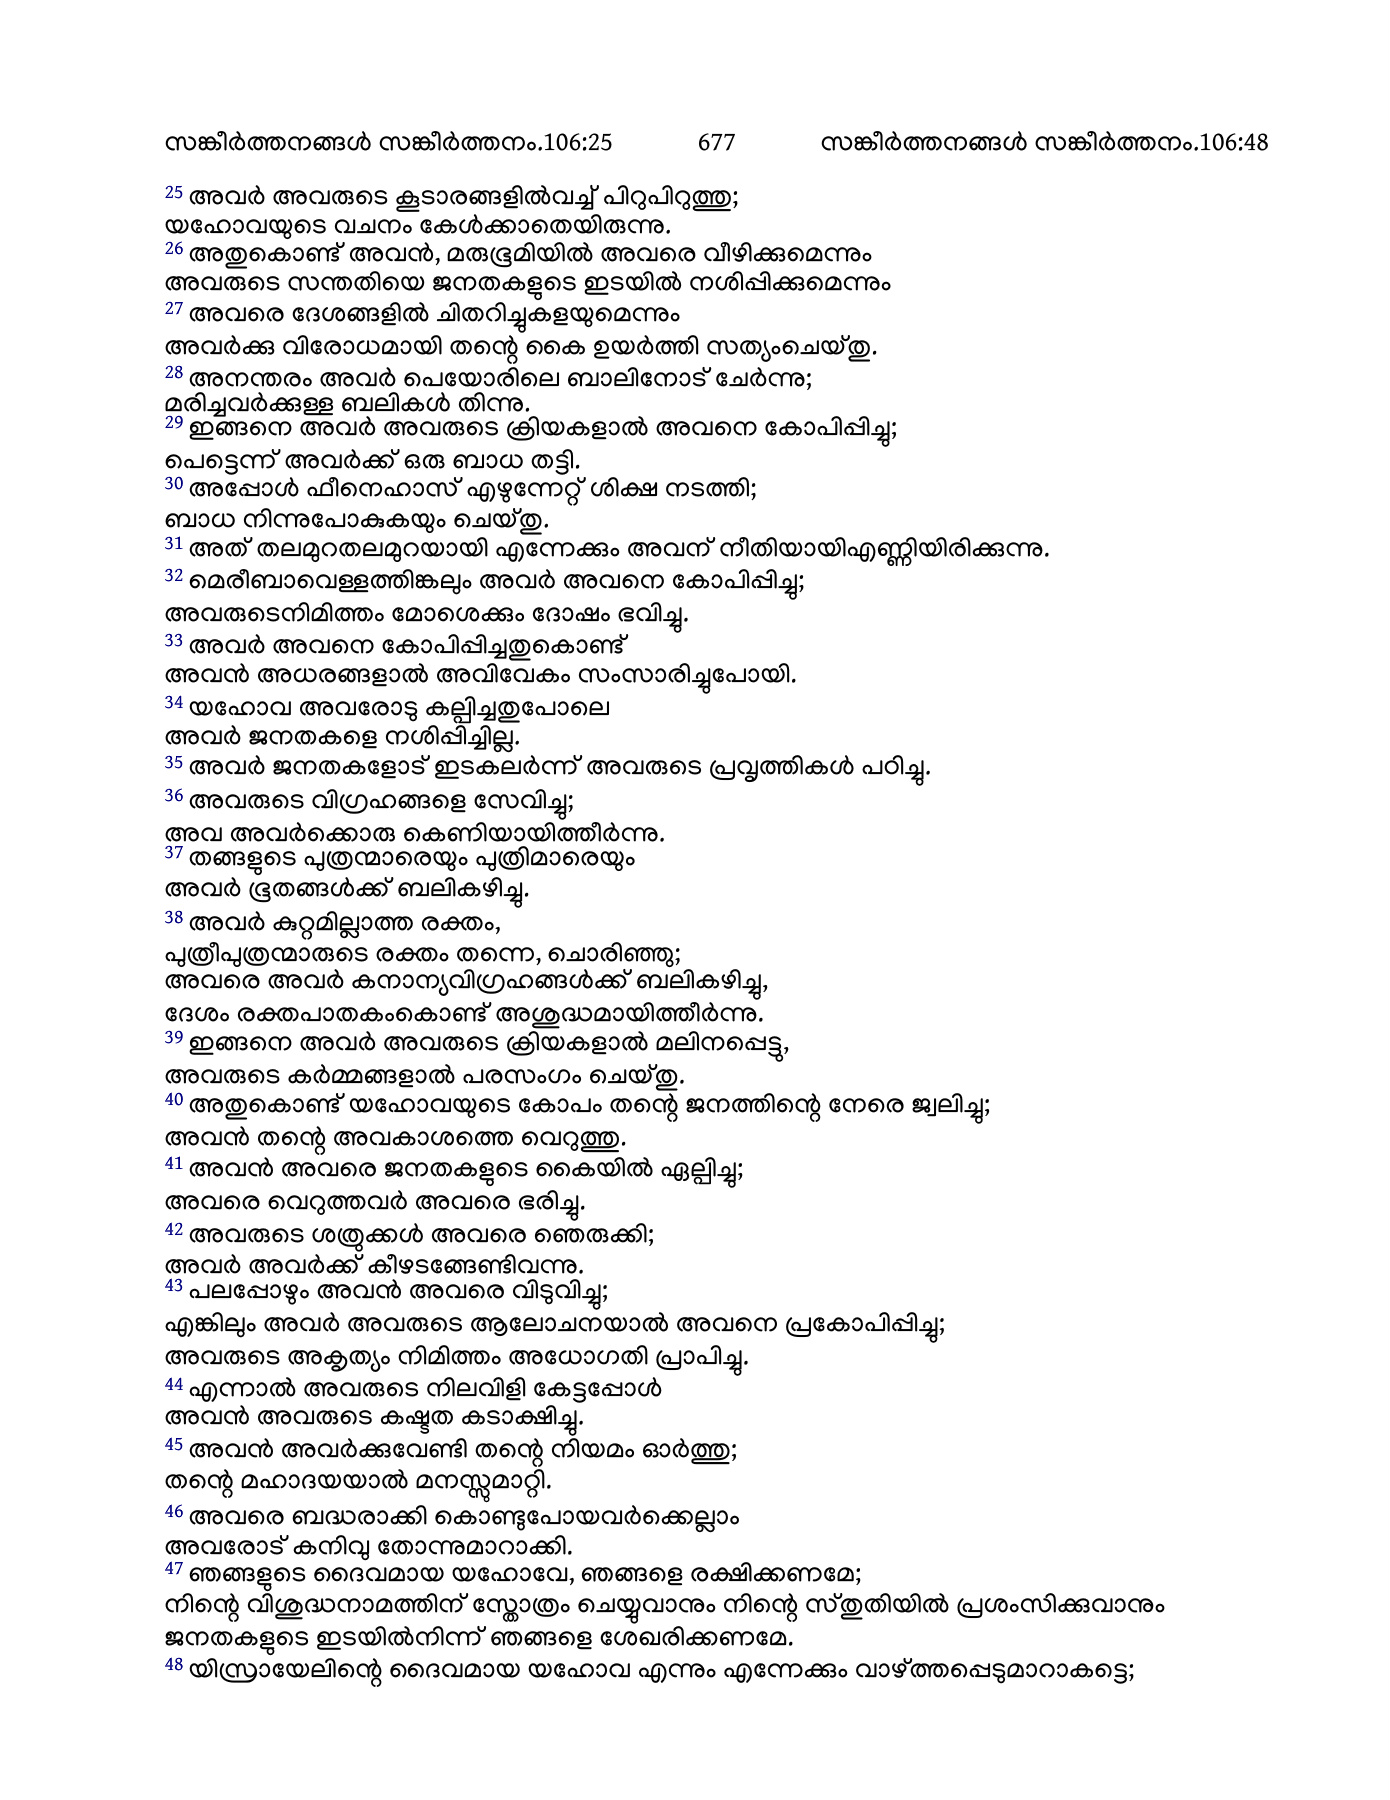 സങ്കീർത്തനങ്ങൾ സങ്കീർത്തനം.106:25 677 സങ്കീർത്തനങ്ങൾ സങ്കീർത്തനം.106:48
25 അവർ അവരുടെ കൂടാരങ്ങളിൽവച്ച് പിറുപിറുത്തു;
യഹോവയുടെ വചനം കേൾക്കാതെയിരുന്നു.
26 അതുകൊണ്ട് അവൻ, മരുഭൂമിയിൽ അവരെ വീഴിക്കുമെന്നും
അവരുടെ സന്തതിയെ ജനതകളുടെ ഇടയിൽ നശിപ്പിക്കുമെന്നും
27 അവരെ ദേശങ്ങളിൽ ചിതറിച്ചുകളയുമെന്നും
അവർക്കു വിരോധമായി തന്റെ കൈ ഉയർത്തി സത്യംചെയ്തു.
28 അനന്തരം അവർ പെയോരിലെ ബാലിനോട് ചേർന്നു;
മരിച്ചവർക്കുള്ള ബലികൾ തിന്നു.
29 ഇങ്ങനെ അവർ അവരുടെ ക്രിയകളാൽ അവനെ കോപിപ്പിച്ചു;
പെട്ടെന്ന് അവർക്ക് ഒരു ബാധ തട്ടി.
30 അപ്പോൾ ഫീനെഹാസ് എഴുന്നേറ്റ് ശിക്ഷ നടത്തി;
ബാധ നിന്നുപോകുകയും ചെയ്തു.
31 അത് തലമുറതലമുറയായി എന്നേക്കും അവന് നീതിയായിഎണ്ണിയിരിക്കുന്നു.
32 മെരീബാവെള്ളത്തിങ്കലും അവർ അവനെ കോപിപ്പിച്ചു;
അവരുടെനിമിത്തം മോശെക്കും ദോഷം ഭവിച്ചു.
33 അവർ അവനെ കോപിപ്പിച്ചതുകൊണ്ട്
അവൻ അധരങ്ങളാൽ അവിവേകം സംസാരിച്ചുപോയി.
34 യഹോവ അവരോടു കല്പിച്ചതുപോലെ
അവർ ജനതകളെ നശിപ്പിച്ചില്ല.
35 അവർ ജനതകളോട് ഇടകലർന്ന് അവരുടെ പ്രവൃത്തികൾ പഠിച്ചു.
36 അവരുടെ വിഗ്രഹങ്ങളെ സേവിച്ചു;
അവ അവർക്കൊരു കെണിയായിത്തീർന്നു.
37 തങ്ങളുടെ പുത്രന്മാരെയും പുത്രിമാരെയും
അവർ ഭൂതങ്ങൾക്ക് ബലികഴിച്ചു.
38 അവർ കുറ്റമില്ലാത്ത രക്തം,
പുത്രീപുത്രന്മാരുടെ രക്തം തന്നെ, ചൊരിഞ്ഞു;
അവരെ അവർ കനാന്യവിഗ്രഹങ്ങൾക്ക് ബലികഴിച്ചു,
ദേശം രക്തപാതകംകൊണ്ട് അശുദ്ധമായിത്തീർന്നു.
39 ഇങ്ങനെ അവർ അവരുടെ ക്രിയകളാൽ മലിനപ്പെട്ടു,
അവരുടെ കർമ്മങ്ങളാൽ പരസംഗം ചെയ്തു.
40 അതുകൊണ്ട് യഹോവയുടെ കോപം തന്റെ ജനത്തിന്റെ നേരെ ജ്വലിച്ചു;
അവൻ തന്റെ അവകാശത്തെ വെറുത്തു.
41 അവൻ അവരെ ജനതകളുടെ കൈയിൽ ഏല്പിച്ചു;
അവരെ വെറുത്തവർ അവരെ ഭരിച്ചു.
42 അവരുടെ ശത്രുക്കൾ അവരെ ഞെരുക്കി;
അവർ അവർക്ക് കീഴടങ്ങേണ്ടിവന്നു.
43 പലപ്പോഴും അവൻ അവരെ വിടുവിച്ചു;
എങ്കിലും അവർ അവരുടെ ആലോചനയാൽ അവനെ പ്രകോപിപ്പിച്ചു;
അവരുടെ അകൃത്യം നിമിത്തം അധോഗതി പ്രാപിച്ചു.
44 എന്നാൽ അവരുടെ നിലവിളി കേട്ടപ്പോൾ
അവൻ അവരുടെ കഷ്ടത കടാക്ഷിച്ചു.
45 അവൻ അവർക്കുവേണ്ടി തന്റെ നിയമം ഓർത്തു;
തന്റെ മഹാദയയാൽ മനസ്സുമാറ്റി.
46 അവരെ ബദ്ധരാക്കി കൊണ്ടുപോയവർക്കെല്ലാം
അവരോട് കനിവു തോന്നുമാറാക്കി.
47 ഞങ്ങളുടെ ദൈവമായ യഹോവേ, ഞങ്ങളെ രക്ഷിക്കണമേ;
നിന്റെ വിശുദ്ധനാമത്തിന് സ്തോത്രം ചെയ്യുവാനും നിന്റെ സ്തുതിയിൽ പ്രശംസിക്കുവാനും
ജനതകളുടെ ഇടയിൽനിന്ന് ഞങ്ങളെ ശേഖരിക്കണമേ.
48 യിസ്രായേലിന്റെ ദൈവമായ യഹോവ എന്നും എന്നേക്കും വാഴ്ത്തപ്പെടുമാറാകട്ടെ;